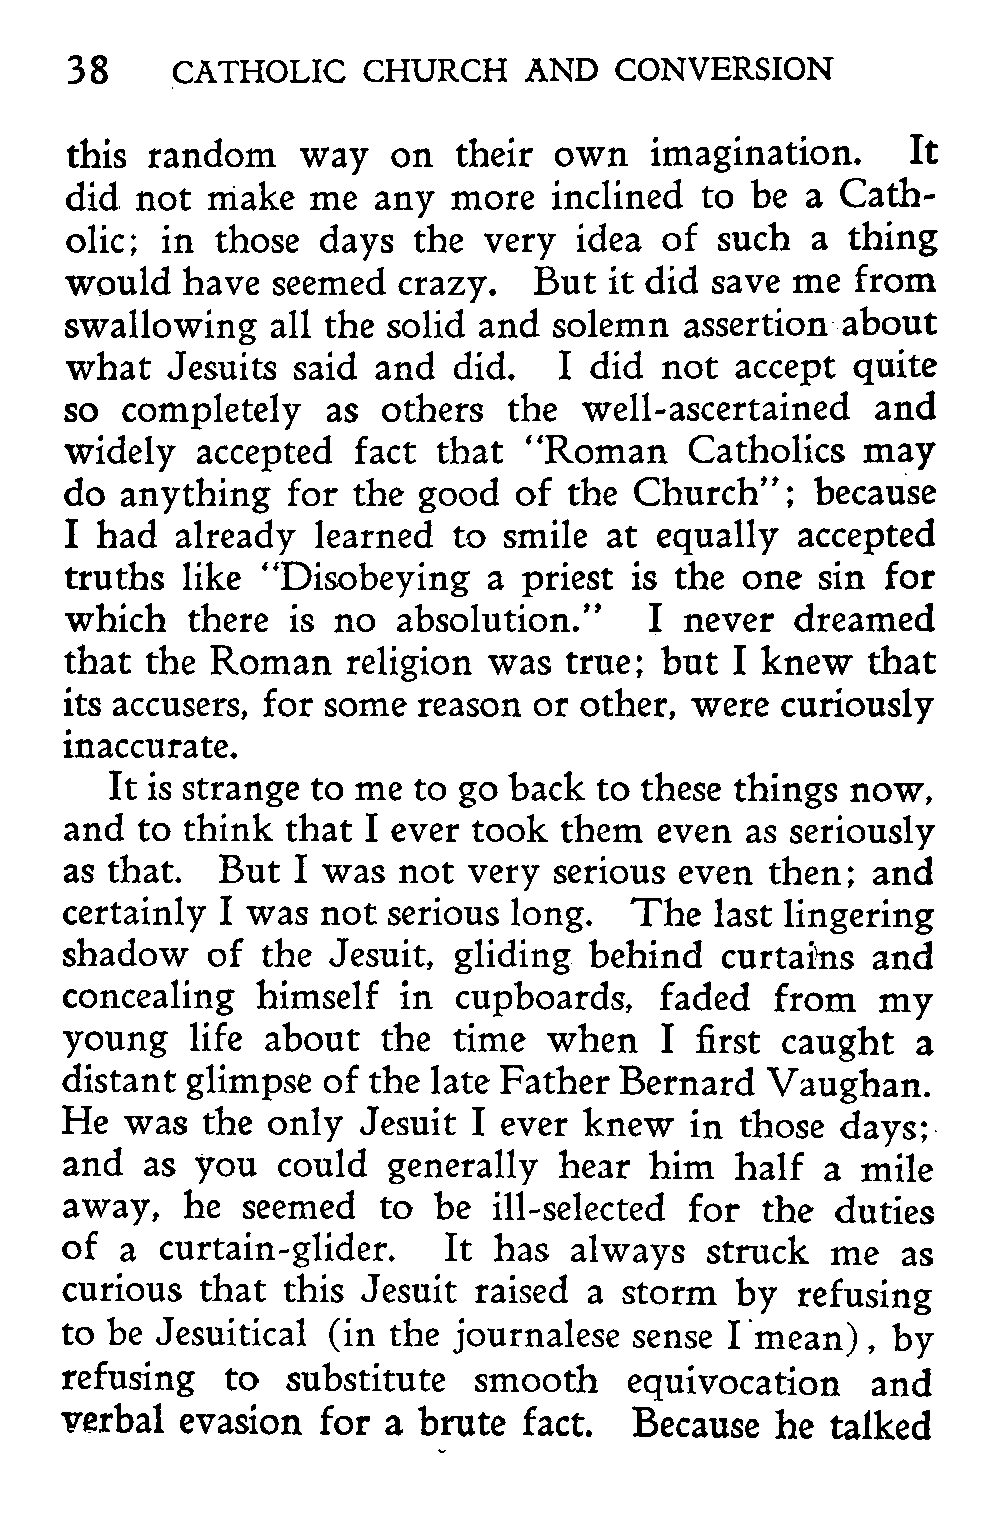 38 CATHOLIC CHURCH AND CONVERSION
this random way on their own imagination. It
did not make me any more inclined to be a Cath-
olic; in those days the very idea of such a thing
would have seemed crazy. But it did save me from
swallowing all the solid and solemn assertion about
what Jesuits said and did. I did not accept quite
so completely as others the well-ascertained and
widely accepted fact that "Roman Catholics may
do anything for the good of the Church"; because
I had already learned to smile at equally accepted
truths like "Disobeying a priest is the one sin for
which there is no absolution." I never dreamed
that the Roman religion was true; but I knew that
its accusers, for some reason or other, were curiously
inaccurate.
It is strange to me to go back to these things now,
and to think that I ever took them even as seriously
as that. But I was not very serious even then; and
certainly I was not serious long. The last lingering
shadow of the Jesuit, gliding behind curtains and
concealing himself in cupboards, faded from my
young life about the time when I first caught a
distant glimpse of the late Father Bernard Vaughan.
He was the only Jesuit I ever knew in those days;
and as you could generally hear him half a mile
away, he seemed to be ill-selected for the duties
of a curtain-glider. It has always struck me as
curious that this Jesuit raised a storm by refusing
to be Jesuitical (in the journalese sense I mean), by
refusing to substitute smooth equivocation and
verbal evasion for a brute fact. Because he talked